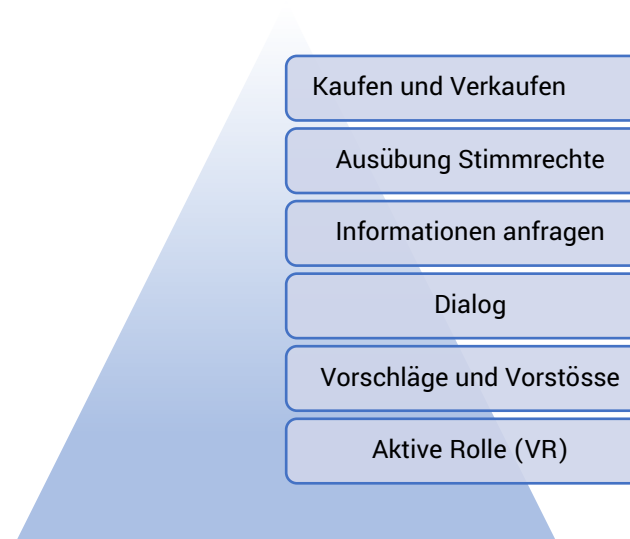 Kaufen und Verkaufen
Ausübung Stimmrechte
Informationen anfragen
Dialog
Vorschläge und Vorstösse
Aktive Rolle (VR)